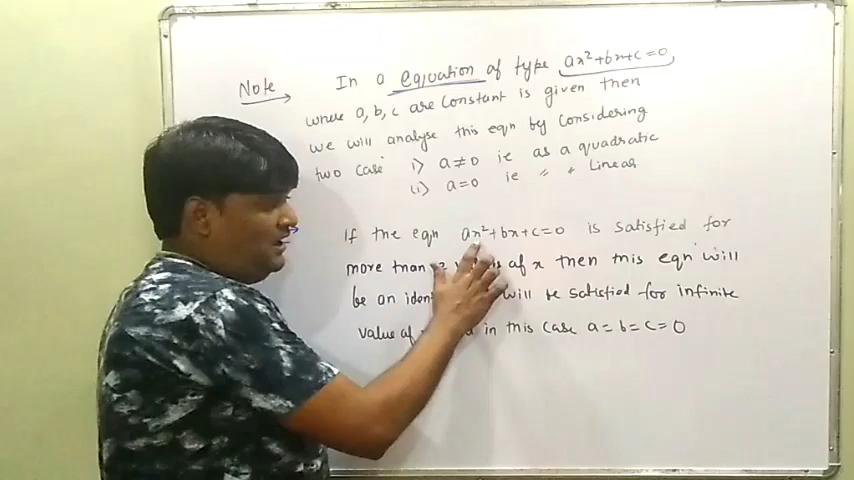 Note → In a equation of type ax²+bx+c=0
where a, b, c are constant is given then
we will analyse this eqn by considering
two case i) a≠0 ie as a quadratic
(ii) a=0 ie " " Linear
If the eqn ax²+bx+c=0 is satisfied for
more than 2 of x then this eqn will
be an will be satisfied for infinite
value of in this case a=b=c=0